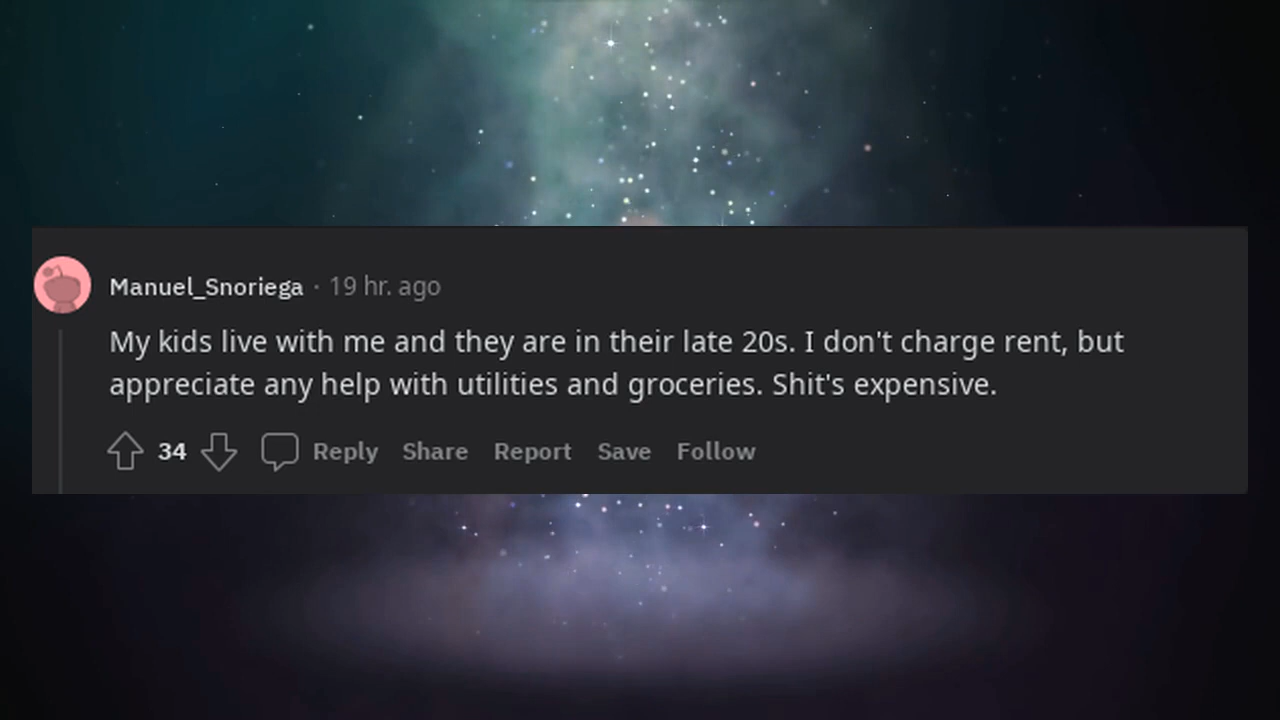 Manuel_Snoriega · 19 hr. ago
My kids live with me and they are in their late 20s. I don't charge rent, but
appreciate any help with utilities and groceries. Shit's expensive.
34 Reply Share Report Save Follow